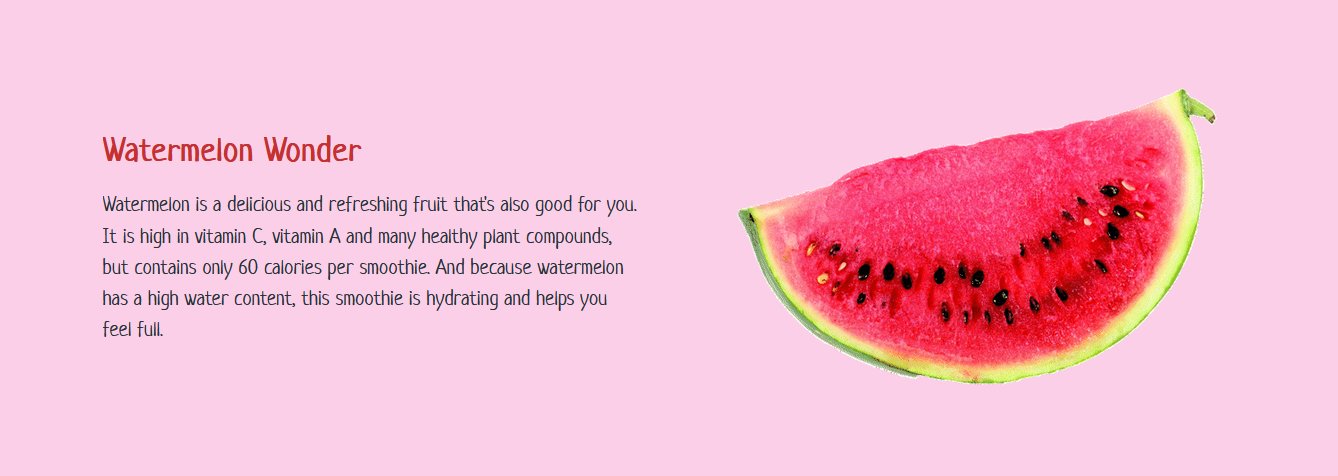 Watermelon Wonder
Watermelon is a delicious and refreshing fruit that's also good for you.
It is high in vitamin C, vitamin A and many healthy plant compounds,
but contains only 60 calories per smoothie. And because watermelon
has a high water content, this smoothie is hydrating and helps you
feel full.